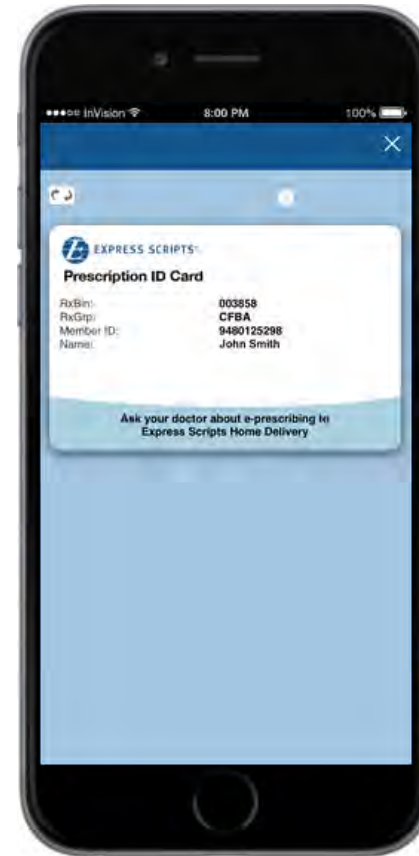 InVision 8:00 PM 100%
EXPRESS SCRIPTS
Prescription ID Card
RxBin: 003858
RxGrp: CFBA
Member ID: 9480125298
Name: John Smith
Ask your doctor about e-prescribing to
Express Scripts Home Delivery